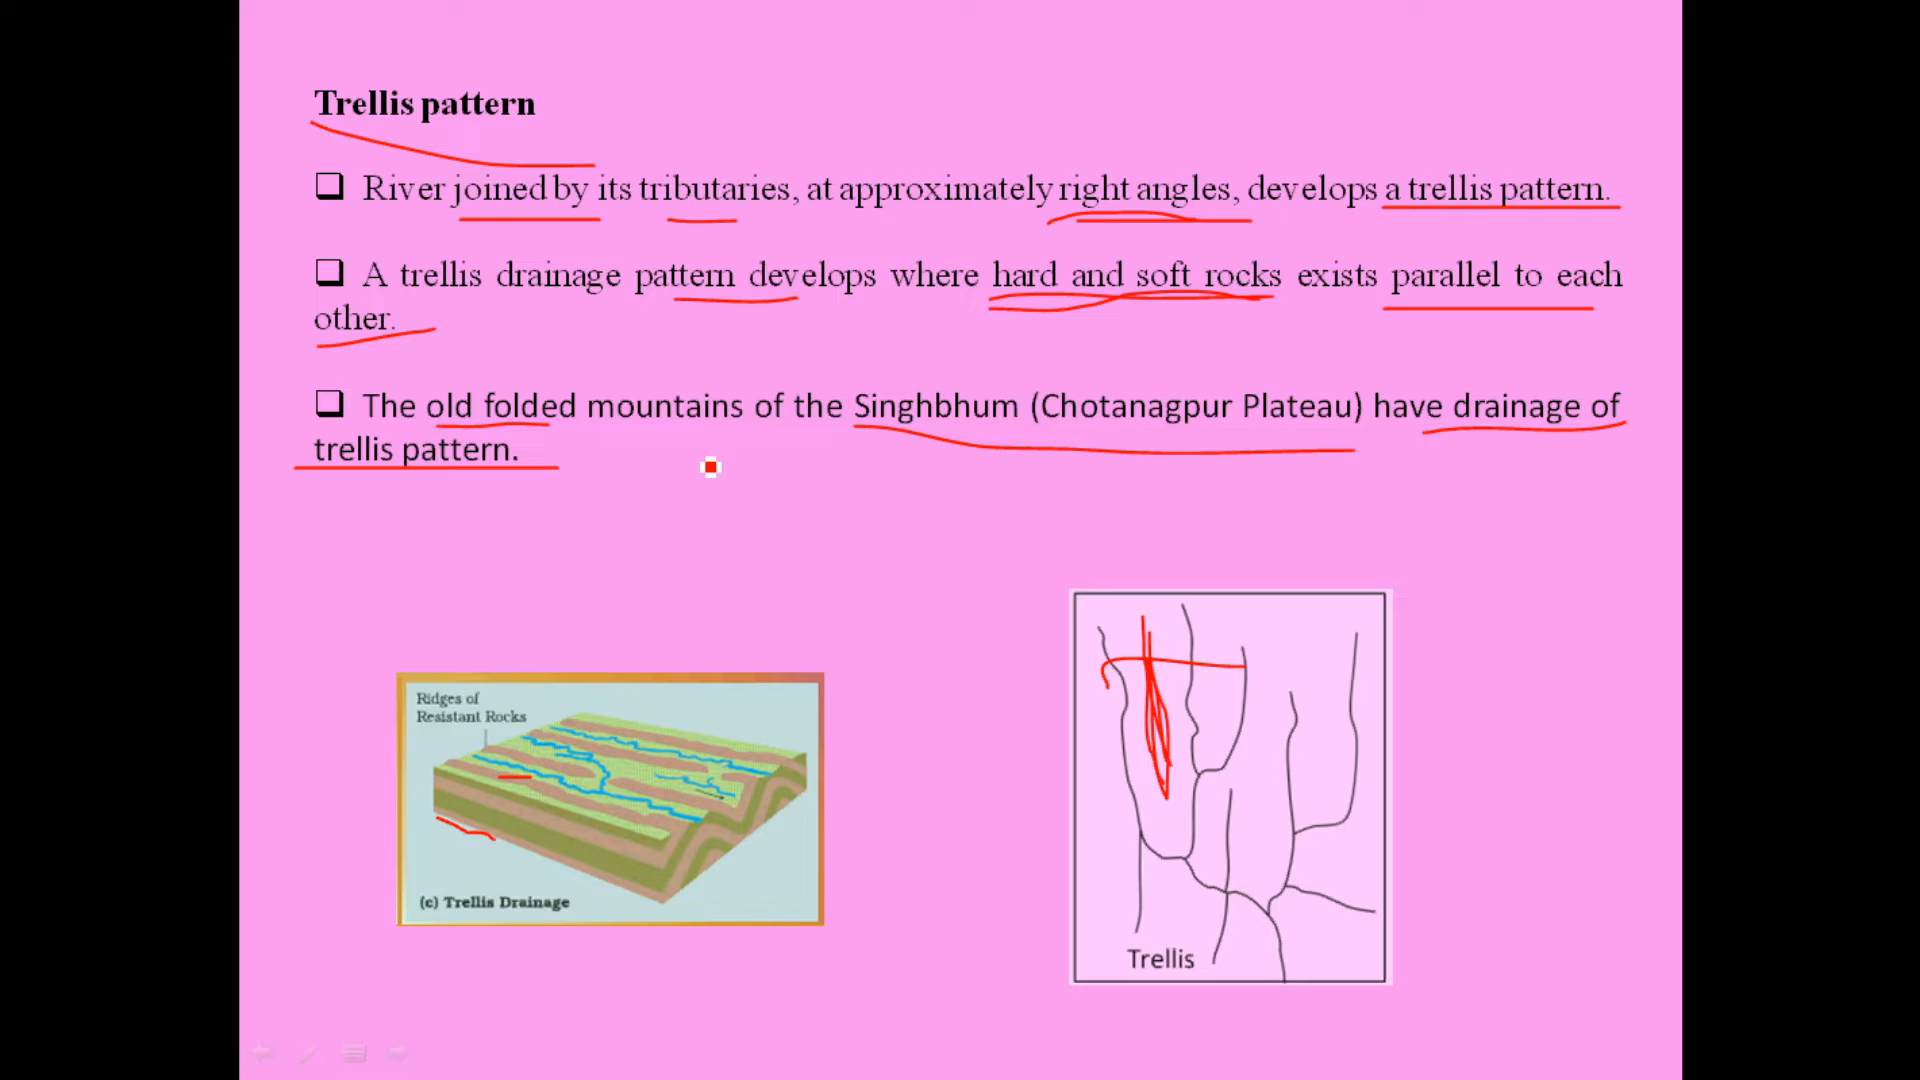 Trellis pattern
❑ River joined by its tributaries, at approximately right angles, develops a trellis pattern.
❑ A trellis drainage pattern develops where hard and soft rocks exists parallel to each
other.
❑ The old folded mountains of the Singhbhum (Chotanagpur Plateau) have drainage of
trellis pattern.
Ridges of
Resistant Rocks
(c) Trellis Drainage
Trellis